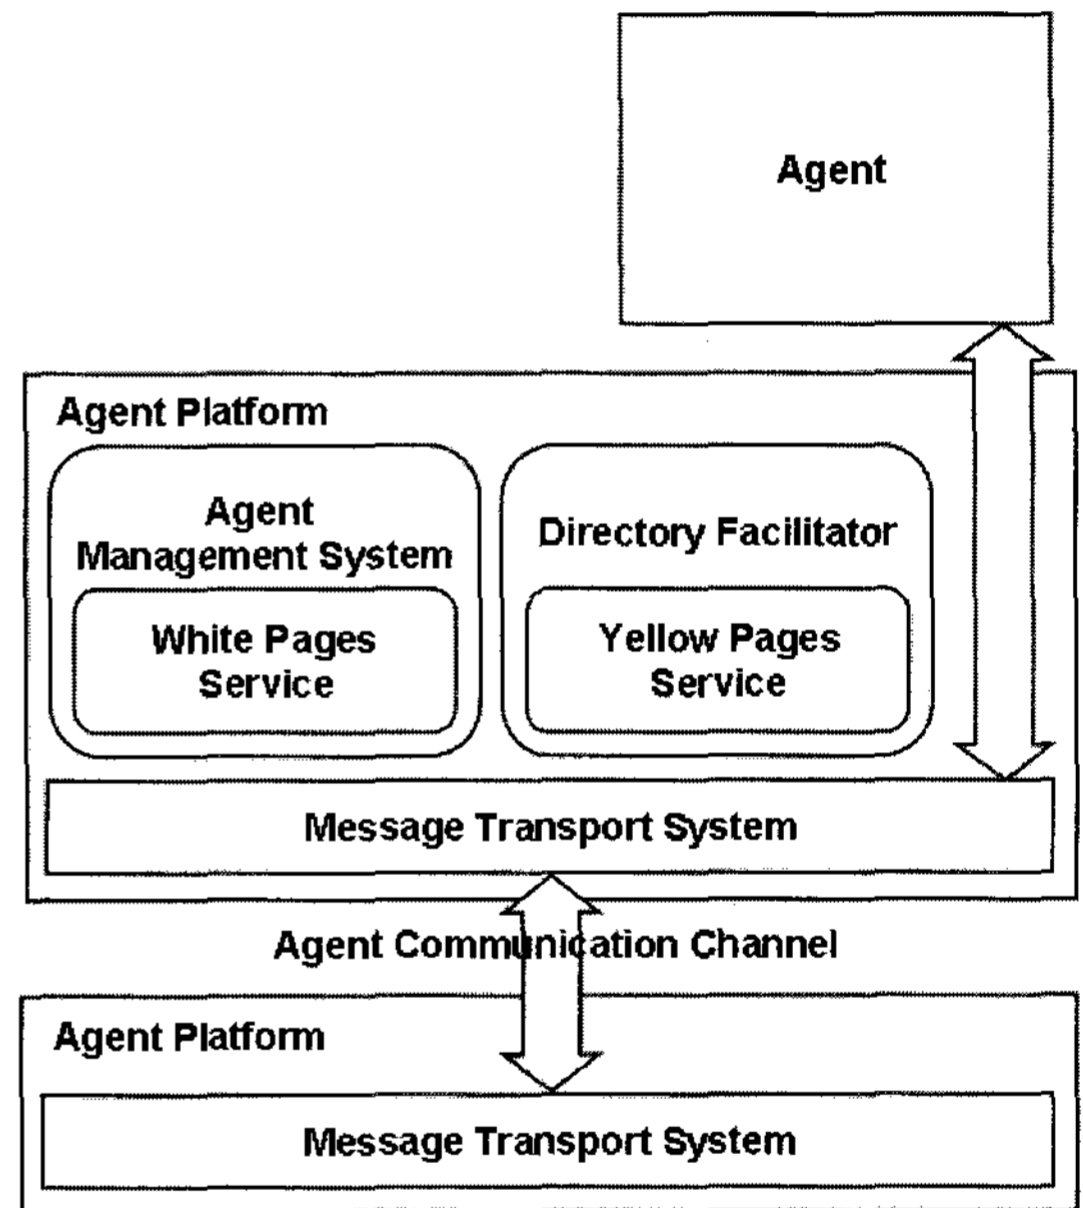 Agent
Agent Platform
Agent
Management System
White Pages
Service
Directory Facilitator
Yellow Pages
Service
Message Transport System
Agent Communication Channel
Agent Platform
Message Transport System